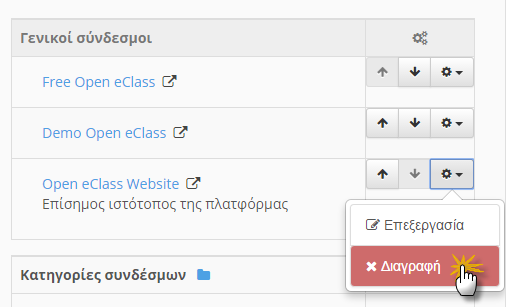 Γενικοί σύνδεσμοι
Free Open eClass
Demo Open eClass
Open eClass Website
Επίσημος ιστότοπος της πλατφόρμας
Επεξεργασία
Διαγραφή
Κατηγορίες συνδέσμων